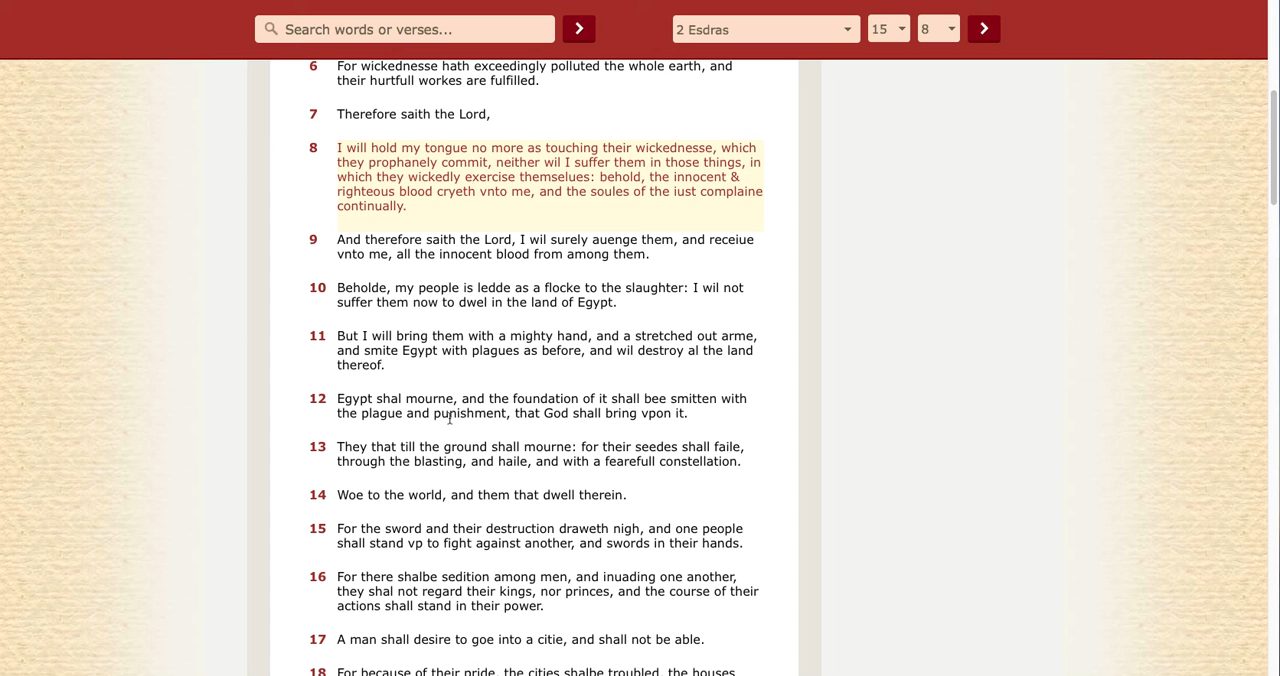 Search words or verses...
2 Esdras 15 8
6 For wickednesse hath exceedingly polluted the whole earth, and
their hurtfull workes are fulfilled.
7 Therefore saith the Lord,
8 I will hold my tongue no more as touching their wickednesse, which
they prophanely commit, neither wil I suffer them in those things, in
which they wickedly exercise themselues: behold, the innocent &
righteous blood cryeth vnto me, and the soules of the iust complaine
continually.
9 And therefore saith the Lord, I wil surely auenge them, and receiue
vnto me, all the innocent blood from among them.
10 Beholde, my people is ledde as a flocke to the slaughter: I wil not
suffer them now to dwel in the land of Egypt.
11 But I will bring them with a mighty hand, and a stretched out arme,
and smite Egypt with plagues as before, and wil destroy al the land
thereof.
12 Egypt shal mourne, and the foundation of it shall bee smitten with
the plague and punishment, that God shall bring vpon it.
13 They that till the ground shall mourne: for their seedes shall faile,
through the blasting, and haile, and with a fearefull constellation.
14 Woe to the world, and them that dwell therein.
15 For the sword and their destruction draweth nigh, and one people
shall stand vp to fight against another, and swords in their hands.
16 For there shalbe sedition among men, and inuading one another,
they shal not regard their kings, nor princes, and the course of their
actions shall stand in their power.
17 A man shall desire to goe into a citie, and shall not be able.
18 For because of their pride, the cities shalbe troubled, the houses